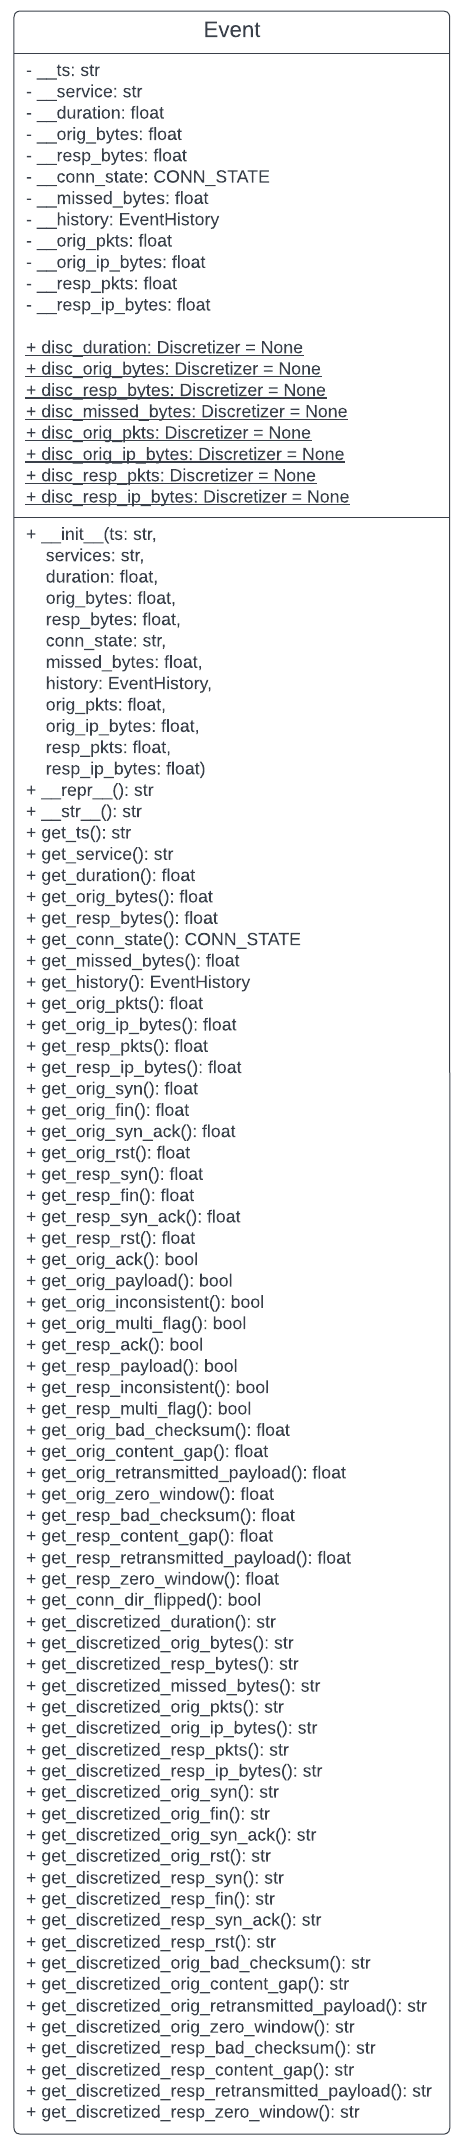 Event
- __ts: str
- __service: str
- __duration: float
- __orig_bytes: float
- __resp_bytes: float
- __conn_state: CONN_STATE
- __missed_bytes: float
- __history: EventHistory
- __orig_pkts: float
- __orig_ip_bytes: float
- __resp_pkts: float
- __resp_ip_bytes: float
+ disc_duration: Discretizer = None
+ disc_orig_bytes: Discretizer = None
+ disc_resp_bytes: Discretizer = None
+ disc_missed_bytes: Discretizer = None
+ disc_orig_pkts: Discretizer = None
+ disc_orig_ip_bytes: Discretizer = None
+ disc_resp_pkts: Discretizer = None
+ disc_resp_ip_bytes: Discretizer = None
+ __init__(ts: str,
services: str,
duration: float,
orig_bytes: float,
resp_bytes: float,
conn_state: str,
missed_bytes: float,
history: EventHistory,
orig_pkts: float,
orig_ip_bytes: float,
resp_pkts: float,
resp_ip_bytes: float)
+ __repr__(): str
+ __str__(): str
+ get_ts(): str
+ get_service(): str
+ get_duration(): float
+ get_orig_bytes(): float
+ get_resp_bytes(): float
+ get_conn_state(): CONN_STATE
+ get_missed_bytes(): float
+ get_history(): EventHistory
+ get_orig_pkts(): float
+ get_orig_ip_bytes(): float
+ get_resp_pkts(): float
+ get_resp_ip_bytes(): float
+ get_orig_syn(): float
+ get_orig_fin(): float
+ get_orig_syn_ack(): float
+ get_orig_rst(): float
+ get_resp_syn(): float
+ get_resp_fin(): float
+ get_resp_syn_ack(): float
+ get_resp_rst(): float
+ get_orig_ack(): bool
+ get_orig_payload(): bool
+ get_orig_inconsistent(): bool
+ get_orig_multi_flag(): bool
+ get_resp_ack(): bool
+ get_resp_payload(): bool
+ get_resp_inconsistent(): bool
+ get_resp_multi_flag(): bool
+ get_orig_bad_checksum(): float
+ get_orig_content_gap(): float
+ get_orig_retransmitted_payload(): float
+ get_orig_zero_window(): float
+ get_resp_bad_checksum(): float
+ get_resp_content_gap(): float
+ get_resp_retransmitted_payload(): float
+ get_resp_zero_window(): float
+ get_conn_dir_flipped(): bool
+ get_discretized_duration(): str
+ get_discretized_orig_bytes(): str
+ get_discretized_resp_bytes(): str
+ get_discretized_missed_bytes(): str
+ get_discretized_orig_pkts(): str
+ get_discretized_orig_ip_bytes(): str
+ get_discretized_resp_pkts(): str
+ get_discretized_resp_ip_bytes(): str
+ get_discretized_orig_syn(): str
+ get_discretized_orig_fin(): str
+ get_discretized_orig_syn_ack(): str
+ get_discretized_orig_rst(): str
+ get_discretized_resp_syn(): str
+ get_discretized_resp_fin(): str
+ get_discretized_resp_syn_ack(): str
+ get_discretized_resp_rst(): str
+ get_discretized_orig_bad_checksum(): str
+ get_discretized_orig_content_gap(): str
+ get_discretized_orig_retransmitted_payload(): str
+ get_discretized_orig_zero_window(): str
+ get_discretized_resp_bad_checksum(): str
+ get_discretized_resp_content_gap(): str
+ get_discretized_resp_retransmitted_payload(): str
+ get_discretized_resp_zero_window(): str